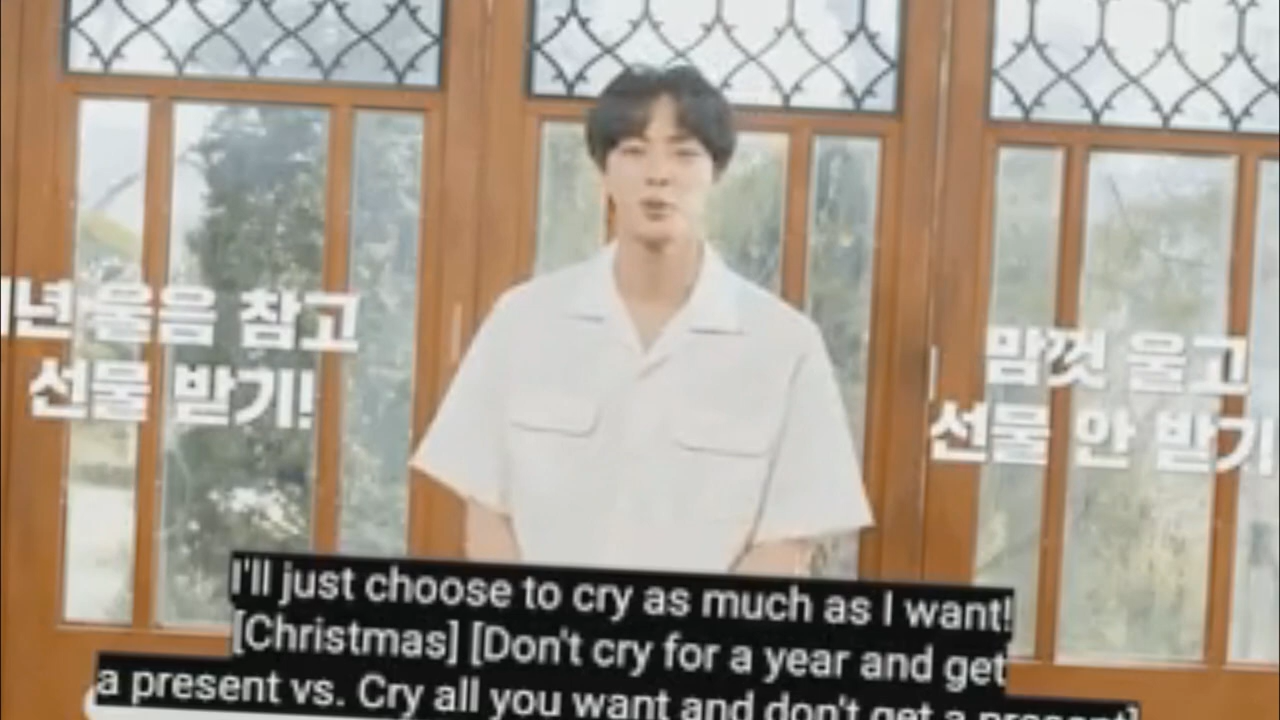 년 울음 참고
선물 받기!
맘껏 울고
선물 안 받기
I'll just choose to cry as much as I want!
[Christmas] [Don't cry for a year and get
a present vs. Cry all you want and don't get a present]